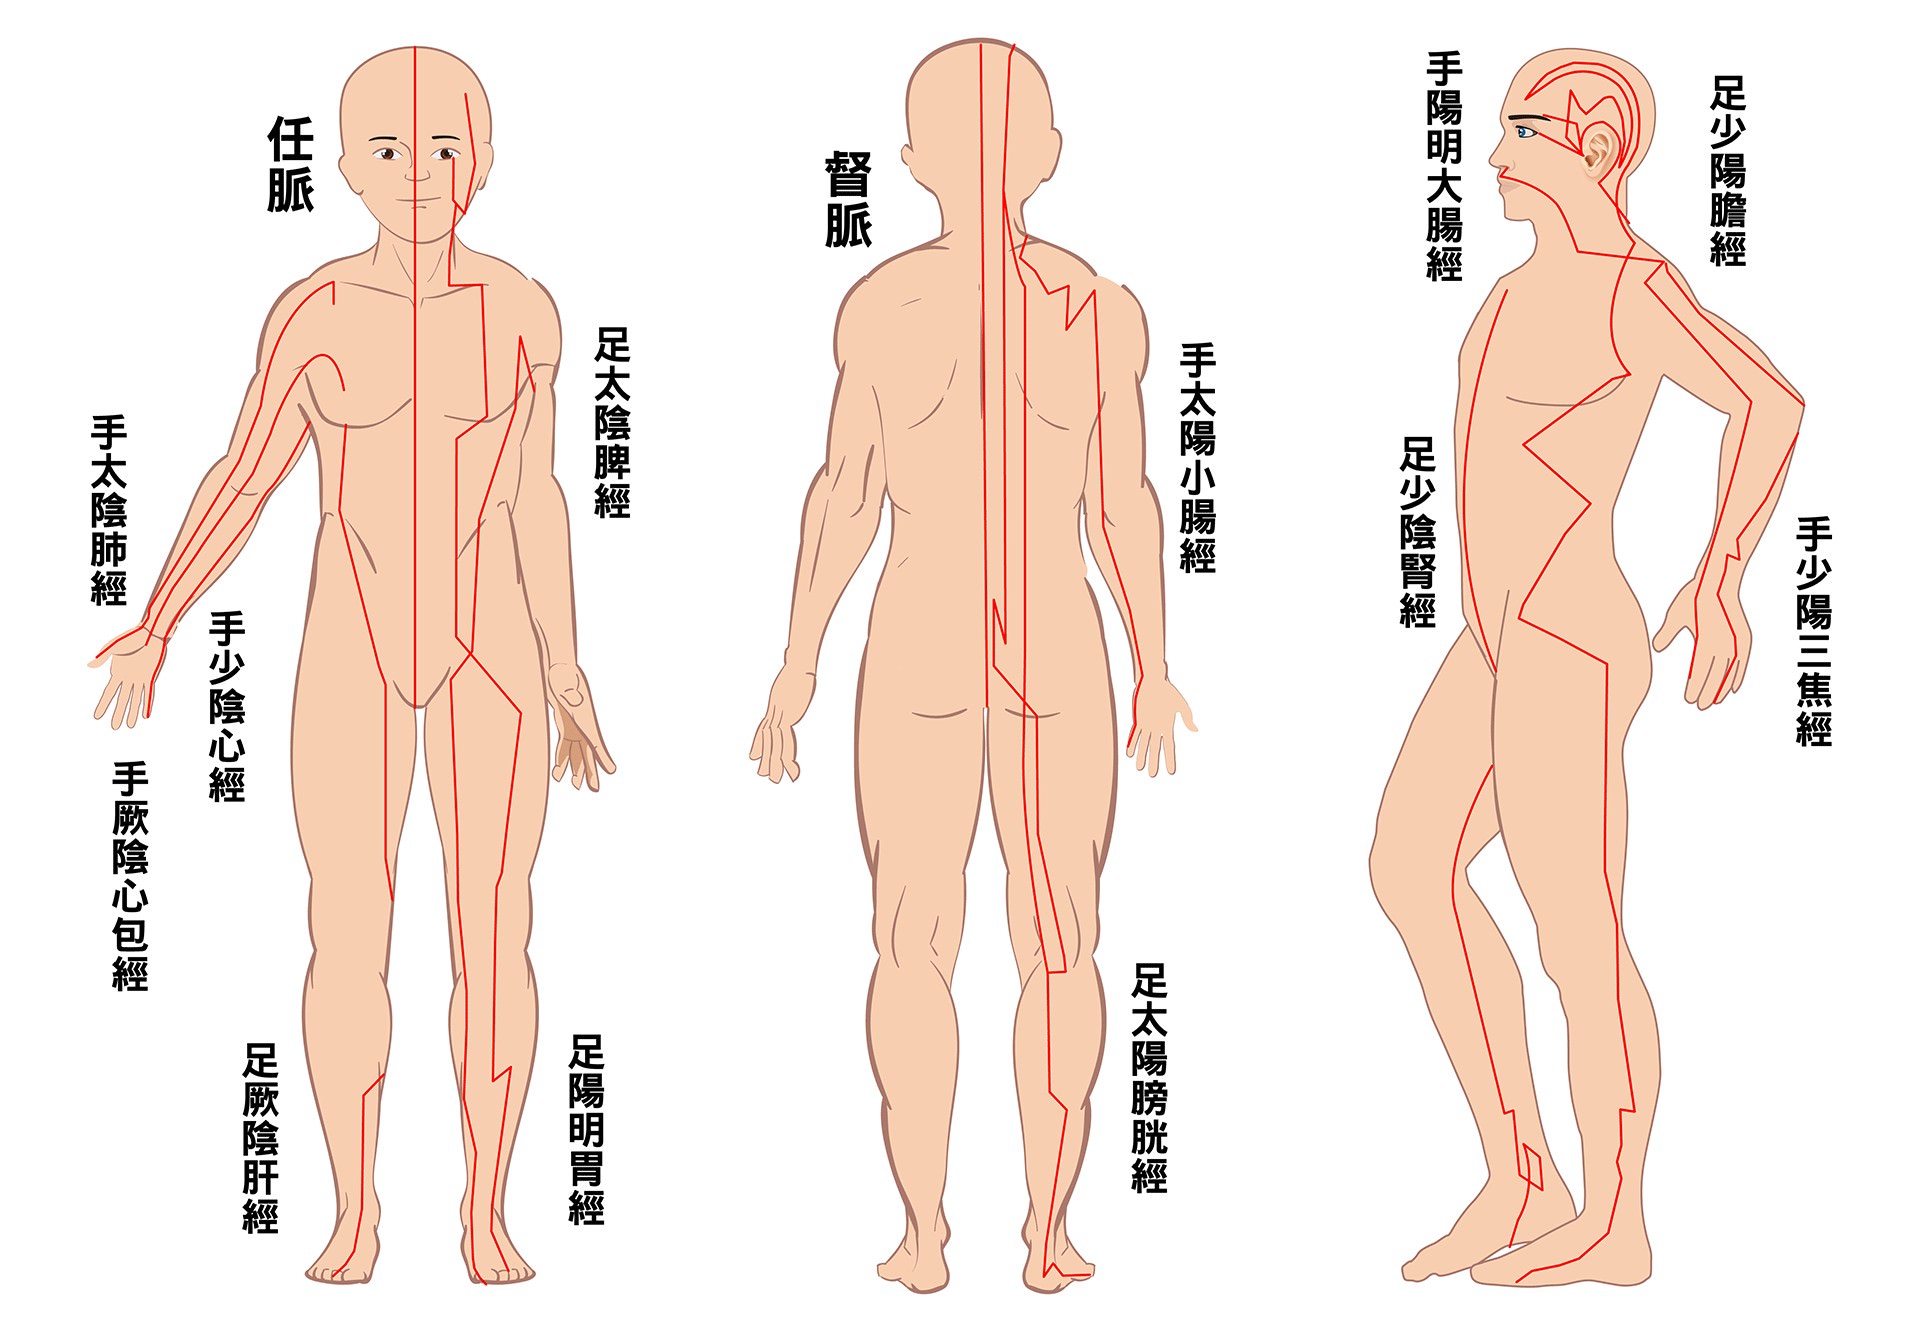 任脈
手太陰肺經
手少陰心經
手厥陰心包經
足厥陰肝經
足太陰脾經
足陽明胃經
督脈
手太陽小腸經
足太陽膀胱經
手陽明大腸經
足少陽膽經
足少陰腎經
手少陽三焦經